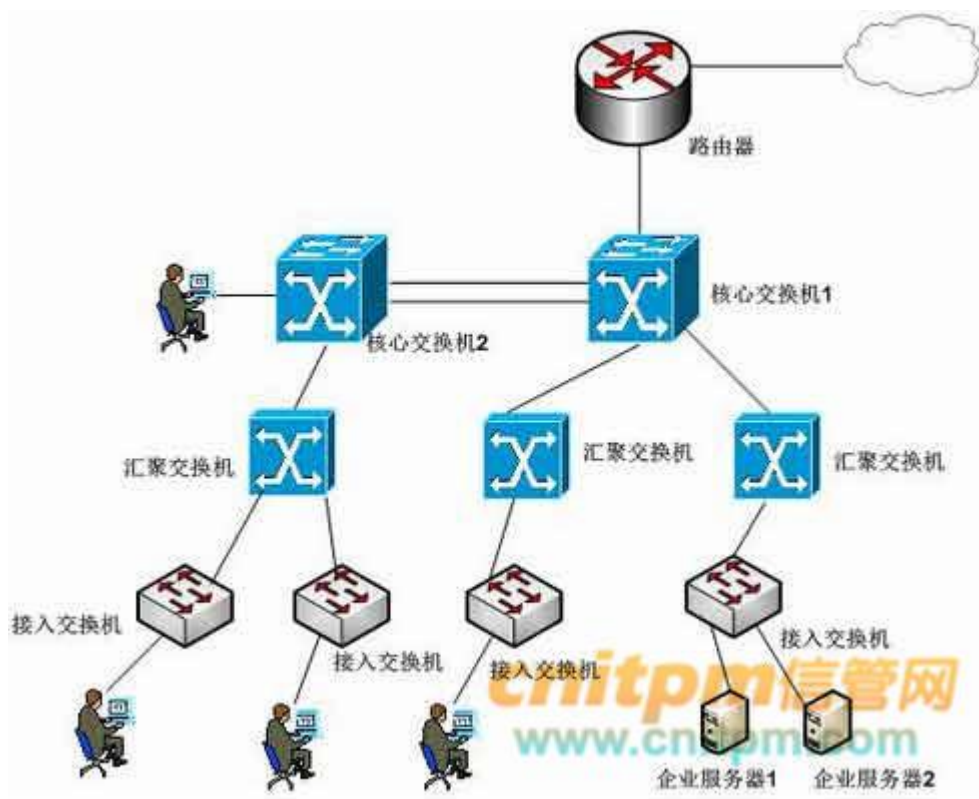 路由器
核心交换机1
核心交换机2
汇聚交换机
汇聚交换机
汇聚交换机
接入交换机
接入交换机
接入交换机
接入交换机
cnitpm信管网
www.cnitpm.com
企业服务器1
企业服务器2